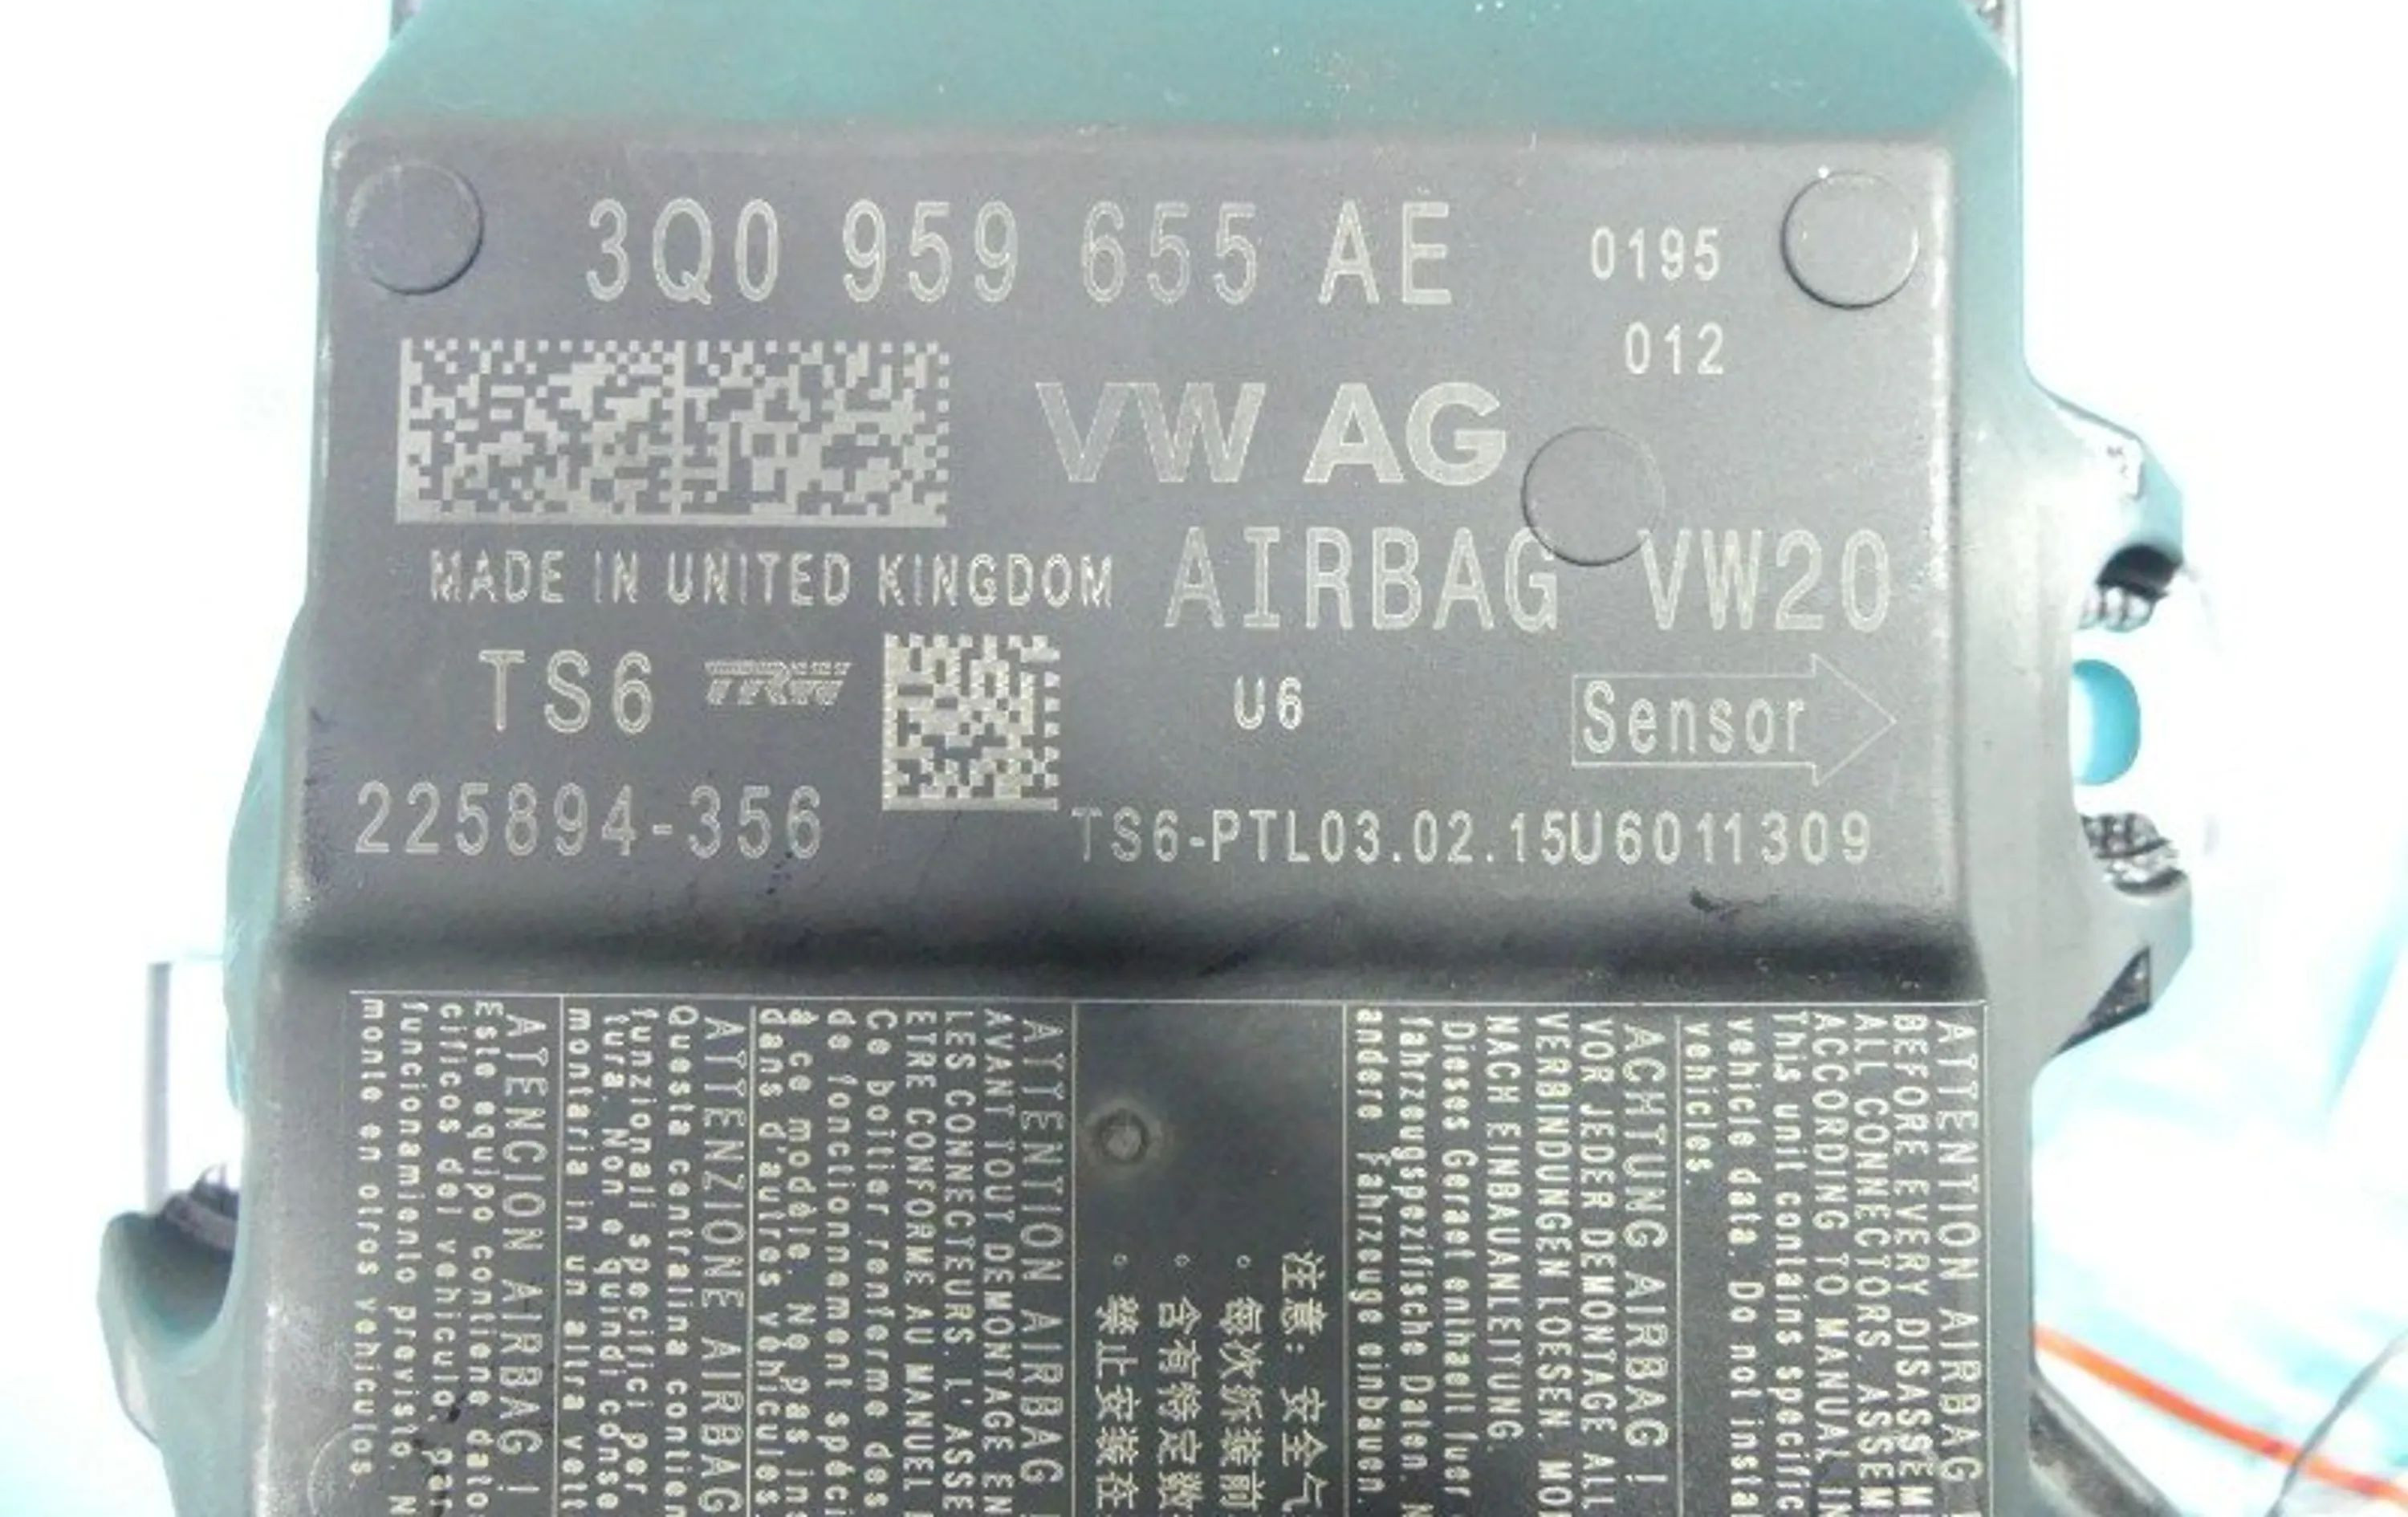 3Q0 959 655 AE
0195
012
VW AG
MADE IN UNITED KINGDOM
AIRBAG VW20
TS6 TRW
U6
Sensor
225894-356
TS6-PTL03.02.15U6011309
ATTENTION AIRBAG
BEFORE EVERY DISASSEM
ALL CONNECTORS. ASSEM
ACCORDING TO MANUAL IN
This unit contains specific
vehicle data. Do not instal
vehicles.
ACHTUNG AIRBAG !
VOR JEDER DEMONTAGE ALL
VERBINDUNGEN LOESEN. MO
NACH EINBAUANLEITUNG.
Dieses Geraet enthaelt fuer
fahrzeugspezifische Daten. N
andere Fahrzeuge einbauen.
注意: 安全气
。每次拆装前
。含有特定数
。禁止安装在
ATTENTION AIRBAG !
AVANT TOUT DEMONTAGE EN
LES CONNECTEURS. L'ASSE
ETRE CONFORME AU MANUEL
Ce boîtier renferme des
de fonctionnement spéci
à ce modèle. Ne pas ins
dans d'autres véhicules.
ATTENZIONE AIRBAG
Questa centralina contien
funzionali specifici per
tura. Non e quindi conse
montarla in un altra vett
ATENCION AIRBAG !
Este equipo contiene dato
cificos del vehículo, par
funcionamiento previsto. N
monte en otros vehículos.